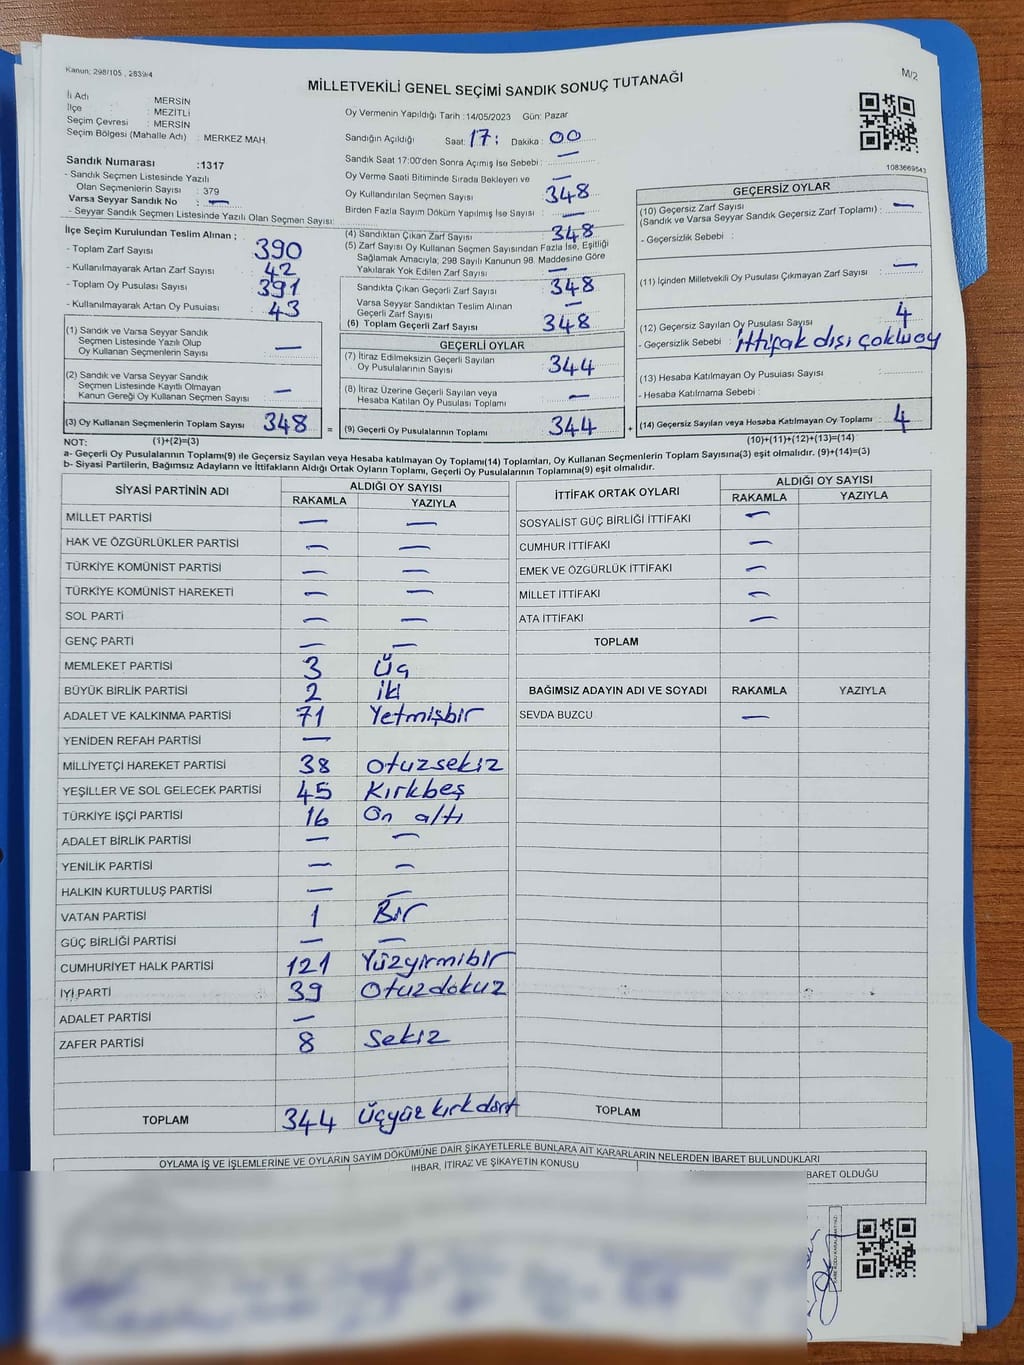 Kanun: 298/105 , 2839/4
M/2
MİLLETVEKİLİ GENEL SEÇİMİ SANDIK SONUÇ TUTANAĞI
İli Adı : MERSİN
İlçe : MEZİTLİ
Seçim Çevresi : MERSİN
Seçim Bölgesi (Mahalle Adı) : MERKEZ MAH.
Sandık Numarası :1317
- Sandık Seçmen Listesinde Yazılı
Olan Seçmenlerin Sayısı : 379
Varsa Seyyar Sandık No : —
- Seyyar Sandık Seçmen Listesinde Yazılı Olan Seçmen Sayısı:
İlçe Seçim Kurulundan Teslim Alınan ;
- Toplam Zarf Sayısı : 390
- Kullanılmayarak Artan Zarf Sayısı : 42
- Toplam Oy Pusulası Sayısı : 391
- Kullanılmayarak Artan Oy Pusulası : 43
(1) Sandık ve Varsa Seyyar Sandık
Seçmen Listesinde Yazılı Olup
Oy Kullanan Seçmenlerin Sayısı : —
(2) Sandık ve Varsa Seyyar Sandık
Seçmen Listesinde Kayıtlı Olmayan
Kanun Gereği Oy Kullanan Seçmen Sayısı : —
(3) Oy Kullanan Seçmenlerin Toplam Sayısı : 348 =
Oy Vermenin Yapıldığı Tarih : 14/05/2023 Gün: Pazar
Sandığın Açıldığı Saat: 17: Dakika : 00
Sandık Saat 17:00'den Sonra Açımış İse Sebebi : —
Oy Verme Saati Bitiminde Sırada Bekleyen ve : —
Oy Kullandırılan Seçmen Sayısı : 348
Birden Fazla Sayım Döküm Yapılmış İse Sayısı : —
(4) Sandıktan Çıkan Zarf Sayısı : 348
(5) Zarf Sayısı Oy Kullanan Seçmen Sayısından Fazla İse, Eşitliği
Sağlamak Amacıyla; 298 Sayılı Kanunun 98. Maddesine Göre
Yakılarak Yok Edilen Zarf Sayısı : —
Sandıkta Çıkan Geçerli Zarf Sayısı : 348
Varsa Seyyar Sandıktan Teslim Alınan
Geçerli Zarf Sayısı : —
(6) Toplam Geçerli Zarf Sayısı : 348
GEÇERLİ OYLAR
(7) İtiraz Edilmeksizin Geçerli Sayılan
Oy Pusulalarının Sayısı : 344
(8) İtiraz Üzerine Geçerli Sayılan veya
Hesaba Katılan Oy Pusulası Toplamı : —
(9) Geçerli Oy Pusulalarının Toplamı : 344 +
1083669543
GEÇERSİZ OYLAR
(10) Geçersiz Zarf Sayısı
(Sandık ve Varsa Seyyar Sandık Geçersiz Zarf Toplamı) : —
- Geçersizlik Sebebi :
(11) İçinden Milletvekili Oy Pusulası Çıkmayan Zarf Sayısı : —
(12) Geçersiz Sayılan Oy Pusulası Sayısı : 4
- Geçersizlik Sebebi : ittifak dışı çoklu oy
(13) Hesaba Katılmayan Oy Pusulası Sayısı :
- Hesaba Katılmama Sebebi :
(14) Geçersiz Sayılan veya Hesaba Katılmayan Oy Toplamı : 4
NOT: (1)+(2)=(3) (10)+(11)+(12)+(13)=(14)
a- Geçerli Oy Pusulalarının Toplamı(9) ile Geçersiz Sayılan veya Hesaba katılmayan Oy Toplamı(14) Toplamları, Oy Kullanan Seçmenlerin Toplam Sayısına(3) eşit olmalıdır. (9)+(14)=(3)
b- Siyasi Partilerin, Bağımsız Adayların ve İttifakların Aldığı Ortak Oyların Toplamı, Geçerli Oy Pusulalarının Toplamına(9) eşit olmalıdır.
SİYASİ PARTİNİN ADI ALDIĞI OY SAYISI
RAKAMLA YAZIYLA
MİLLET PARTİSİ — —
HAK VE ÖZGÜRLÜKLER PARTİSİ — —
TÜRKİYE KOMÜNİST PARTİSİ — —
TÜRKİYE KOMÜNİST HAREKETİ — —
SOL PARTİ — —
GENÇ PARTİ — —
MEMLEKET PARTİSİ 3 Üç
BÜYÜK BİRLİK PARTİSİ 2 iki
ADALET VE KALKINMA PARTİSİ 71 Yetmişbir
YENİDEN REFAH PARTİSİ —
MİLLİYETÇİ HAREKET PARTİSİ 38 otuzsekiz
YEŞİLLER VE SOL GELECEK PARTİSİ 45 Kırkbeş
TÜRKİYE İŞÇİ PARTİSİ 16 On altı
ADALET BİRLİK PARTİSİ — —
YENİLİK PARTİSİ — —
HALKIN KURTULUŞ PARTİSİ — —
VATAN PARTİSİ 1 Bir
GÜÇ BİRLİĞİ PARTİSİ — —
CUMHURİYET HALK PARTİSİ 121 Yüzyirmibir
İYİ PARTİ 39 Otuzdokuz
ADALET PARTİSİ —
ZAFER PARTİSİ 8 Sekiz
TOPLAM 344 Üçyüz kırk dört
İTTİFAK ORTAK OYLARI ALDIĞI OY SAYISI
RAKAMLA YAZIYLA
SOSYALİST GÜÇ BİRLİĞİ İTTİFAKI —
CUMHUR İTTİFAKI —
EMEK VE ÖZGÜRLÜK İTTİFAKI —
MİLLET İTTİFAKI —
ATA İTTİFAKI —
TOPLAM
BAĞIMSIZ ADAYIN ADI VE SOYADI RAKAMLA YAZIYLA
SEVDA BUZCU —
TOPLAM
OYLAMA İŞ VE İŞLEMLERİNE VE OYLARIN SAYIM DÖKÜMÜNE DAİR ŞİKAYETLERLE BUNLARA AİT KARARLARIN NELERDEN İBARET BULUNDUKLARI
İHBAR, İTİRAZ VE ŞİKAYETİN KONUSU
BARET OLDUĞU